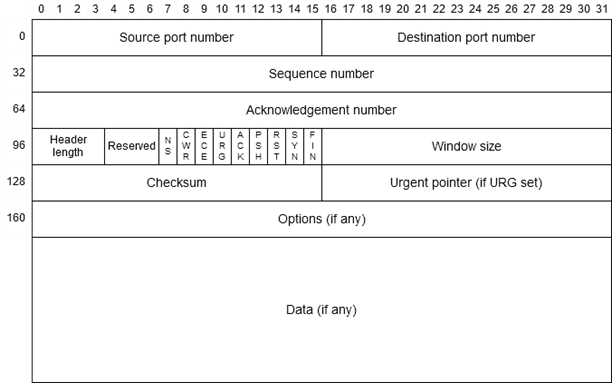 0 1 2 3 4 5 6 7 8 9 10 11 12 13 14 15 16 17 18 19 20 21 22 23 24 25 26 27 28 29 30 31
0 Source port number Destination port number
32 Sequence number
64 Acknowledgement number
96 Header length Reserved NS CWR ECE URG ACK PSH RST SYN FIN Window size
128 Checksum Urgent pointer (if URG set)
160 Options (if any)
Data (if any)